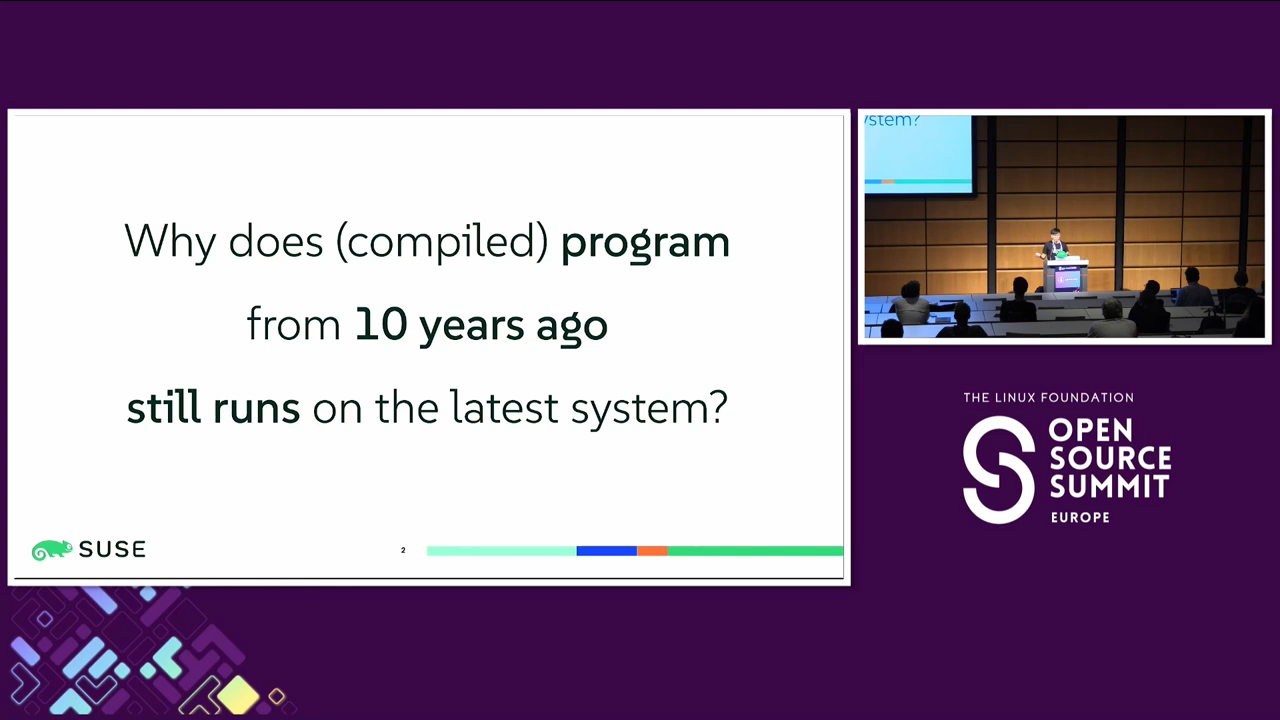 Why does (compiled) program
from 10 years ago
still runs on the latest system?
SUSE
2
ystem?
THE LINUX FOUNDATION
OPEN
SOURCE
SUMMIT
EUROPE